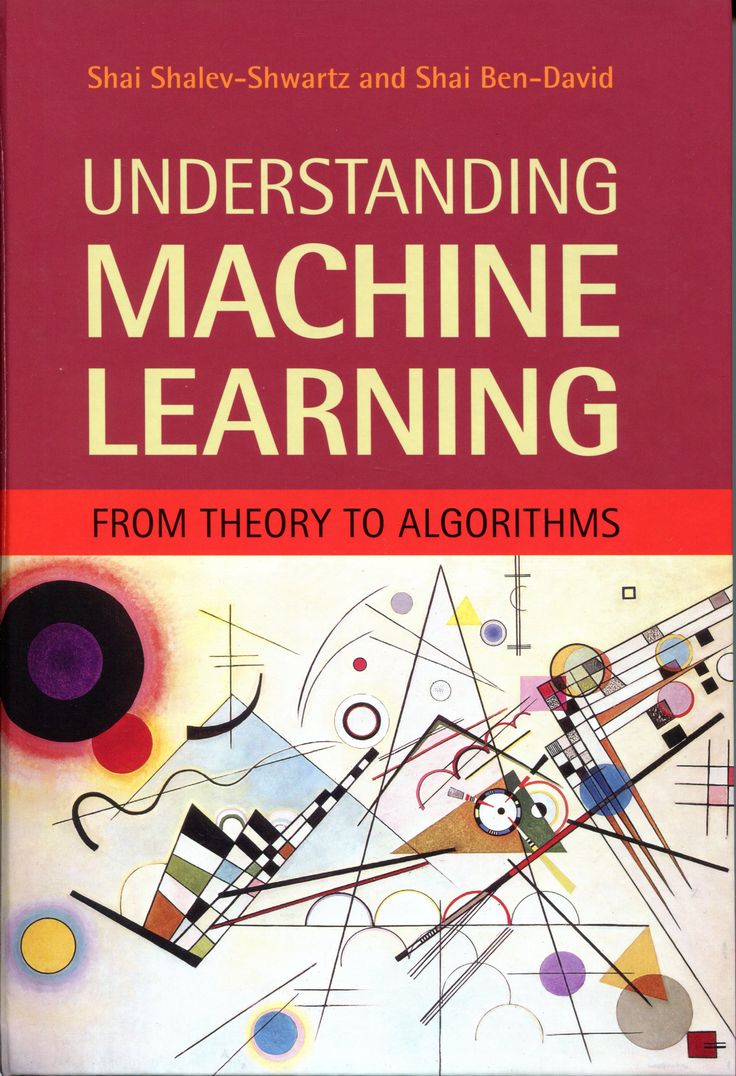 Shai Shalev-Shwartz and Shai Ben-David
UNDERSTANDING
MACHINE
LEARNING
FROM THEORY TO ALGORITHMS